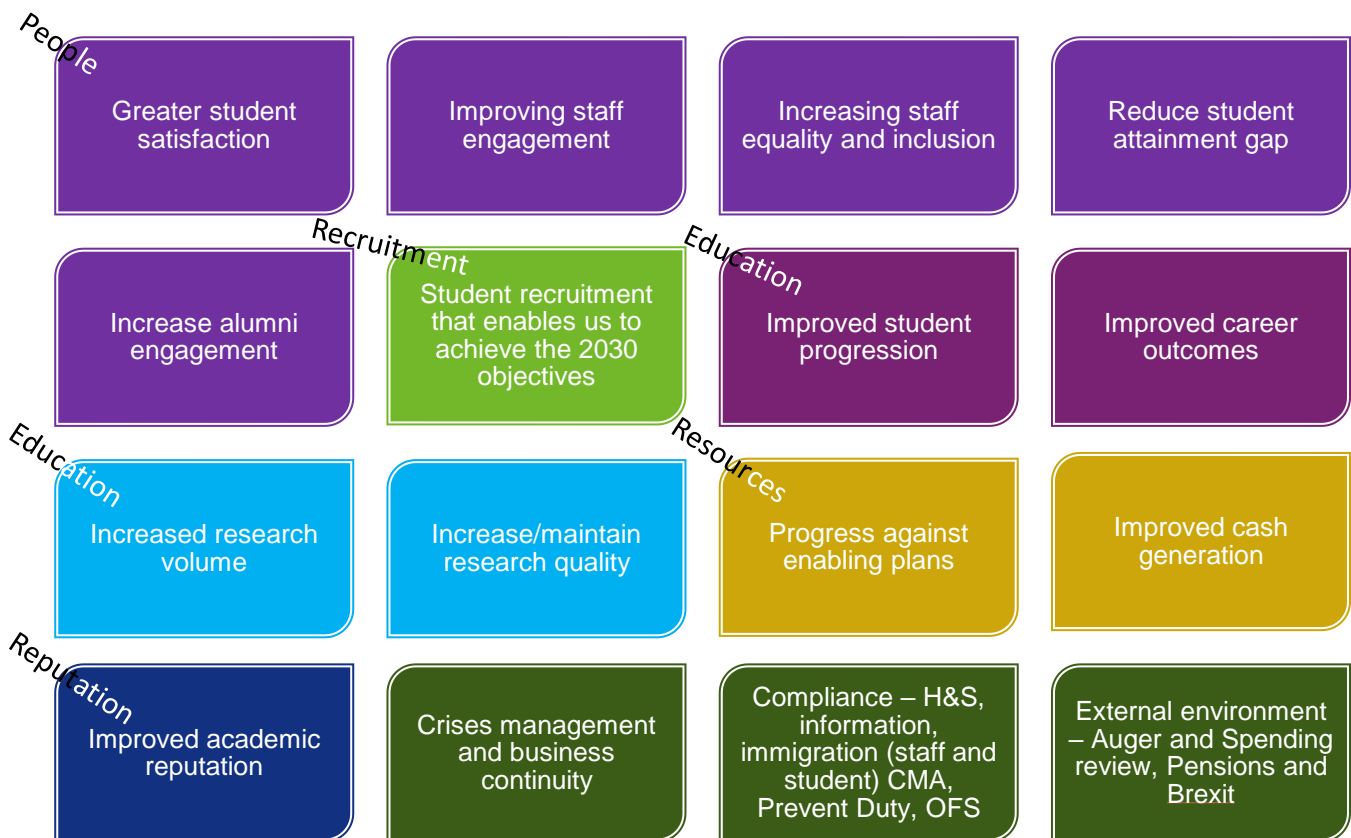 People
Greater student
satisfaction
Improving staff
engagement
Increasing staff
equality and inclusion
Reduce student
attainment gap
Increase alumni
engagement
Recruitment
Student recruitment
that enables us to
achieve the 2030
objectives
Education
Improved student
progression
Improved career
outcomes
Education
Increased research
volume
Increase/maintain
research quality
Resources
Progress against
enabling plans
Improved cash
generation
Reputation
Improved academic
reputation
Crises management
and business
continuity
Compliance – H&S,
information,
immigration (staff and
student) CMA,
Prevent Duty, OFS
External environment
– Auger and Spending
review, Pensions and
Brexit